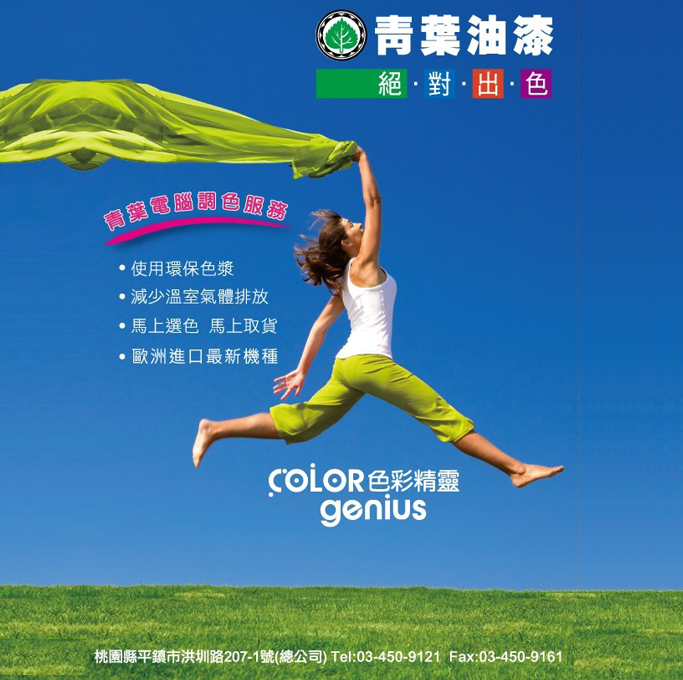 青葉油漆
絕·對·出·色
青葉電腦調色服務
• 使用環保色漿
• 減少溫室氣體排放
• 馬上選色 馬上取貨
• 歐洲進口最新機種
COLOR色彩精靈
genius
桃園縣平鎮市洪圳路207-1號(總公司) Tel:03-450-9121 Fax:03-450-9161